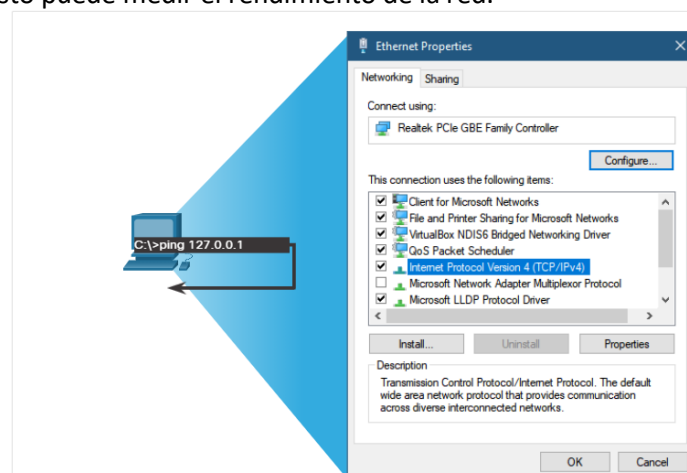 sto puede medir el rendimiento de la red.
Ethernet Properties
Networking Sharing
Connect using:
Realtek PCIe GBE Family Controller
Configure...
This connection uses the following items:
Client for Microsoft Networks
File and Printer Sharing for Microsoft Networks
VirtualBox NDIS6 Bridged Networking Driver
QoS Packet Scheduler
Internet Protocol Version 4 (TCP/IPv4)
Microsoft Network Adapter Multiplexor Protocol
Microsoft LLDP Protocol Driver
Install... Uninstall Properties
Description
Transmission Control Protocol/Internet Protocol. The default
wide area network protocol that provides communication
across diverse interconnected networks.
OK Cancel
C:\>ping 127.0.0.1